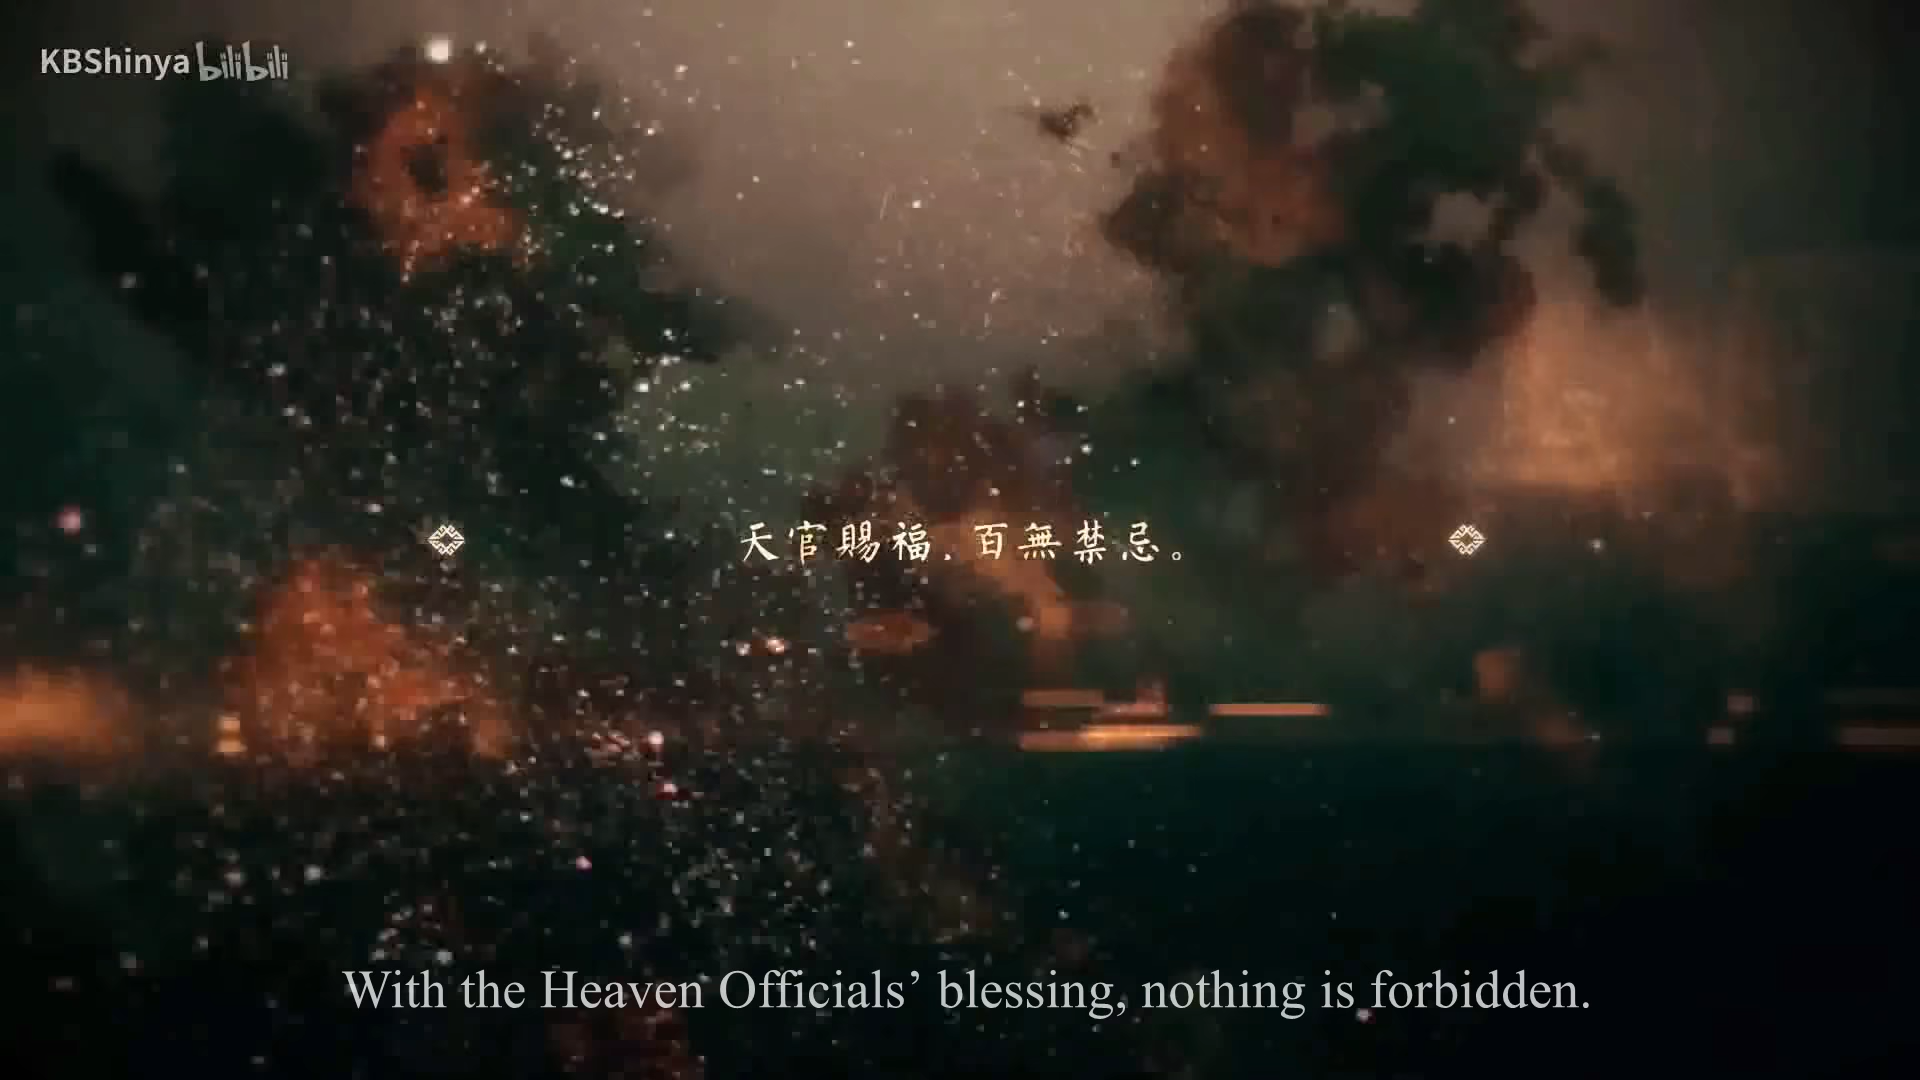 KBShinya bilibili
天官賜福,百無禁忌。
With the Heaven Officials’ blessing, nothing is forbidden.